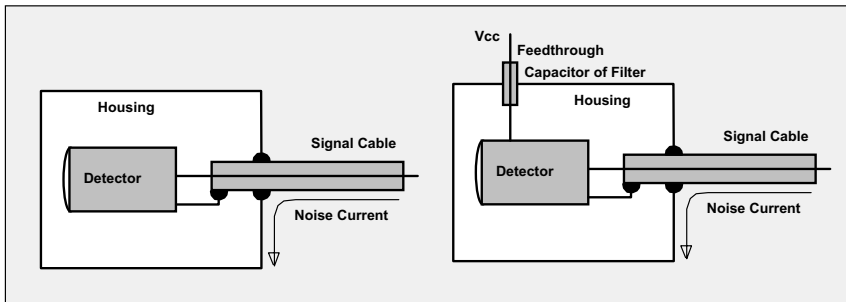 Housing
Signal Cable
Detector
Noise Current
Vcc
Feedthrough
Capacitor of Filter
Housing
Signal Cable
Detector
Noise Current